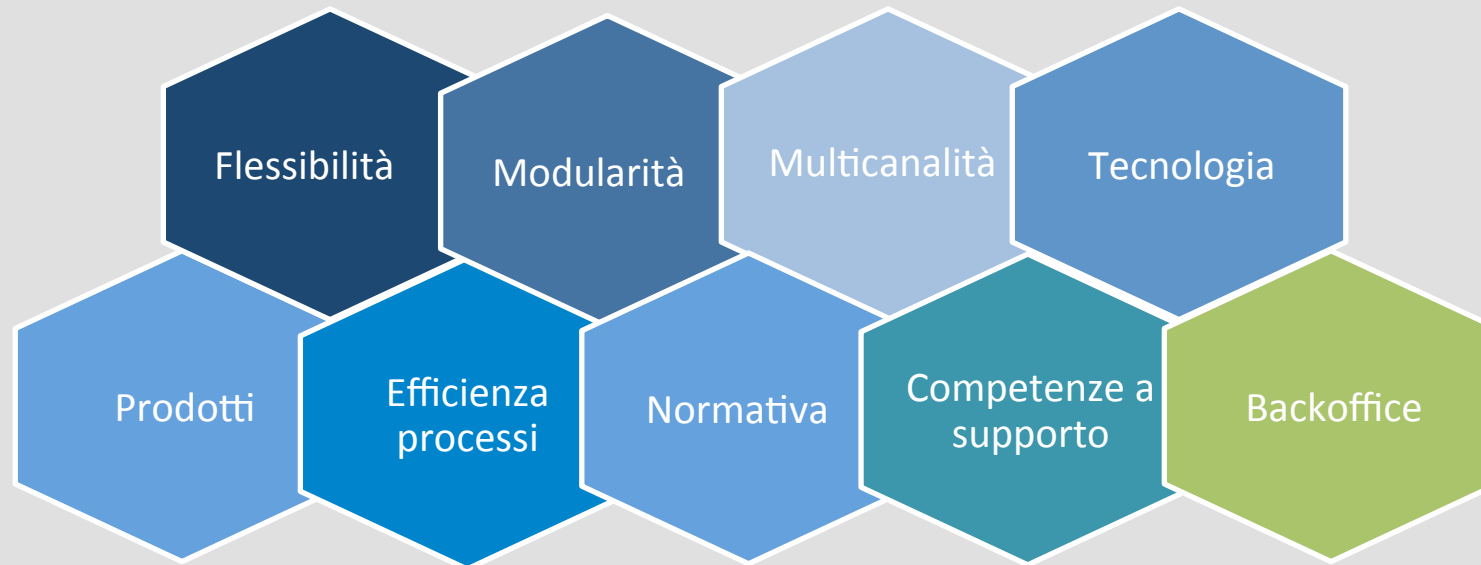 Flessibilità
Modularità
Multicanalità
Tecnologia
Prodotti
Efficienza
processi
Normativa
Competenze a
supporto
Backoffice